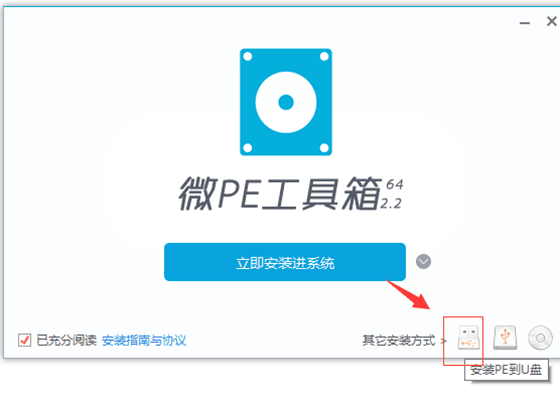 微PE工具箱 64
2.2
立即安装进系统
已充分阅读 安装指南与协议
其它安装方式 >
安装PE到U盘